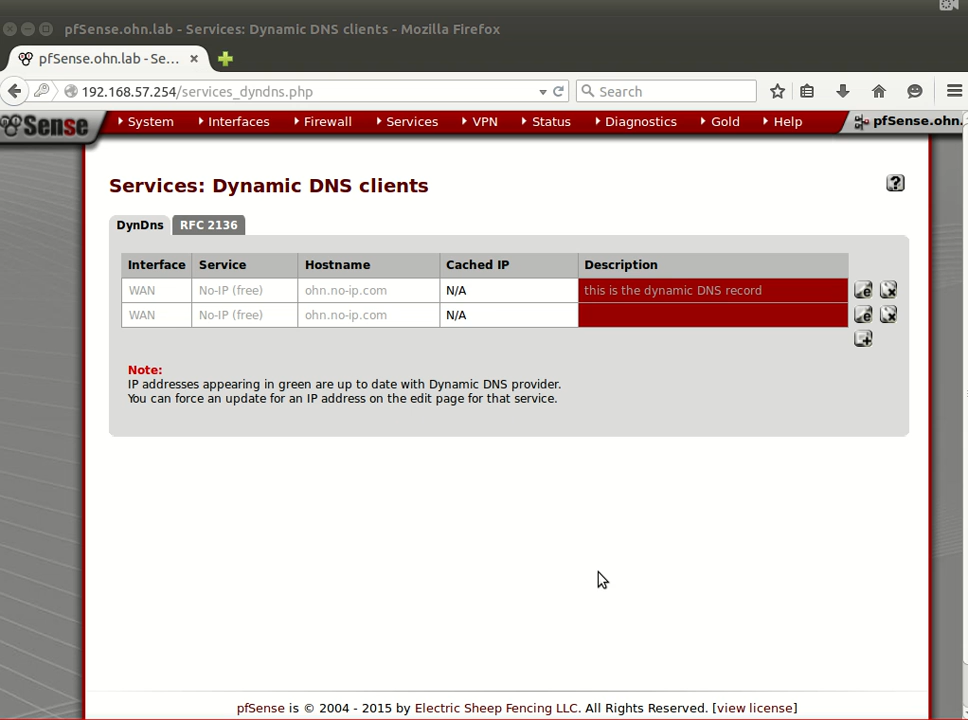 pfSense.ohn.lab - Services: Dynamic DNS clients - Mozilla Firefox
pfSense.ohn.lab - Se...
192.168.57.254/services_dyndns.php
Search
Sense
System
Interfaces
Firewall
Services
VPN
Status
Diagnostics
Gold
Help
pfSense.ohn.
Services: Dynamic DNS clients
?
DynDns
RFC 2136
Interface Service Hostname Cached IP Description
WAN No-IP (free) ohn.no-ip.com N/A this is the dynamic DNS record
WAN No-IP (free) ohn.no-ip.com N/A
Note:
IP addresses appearing in green are up to date with Dynamic DNS provider.
You can force an update for an IP address on the edit page for that service.
pfSense is © 2004 - 2015 by Electric Sheep Fencing LLC. All Rights Reserved. [view license]